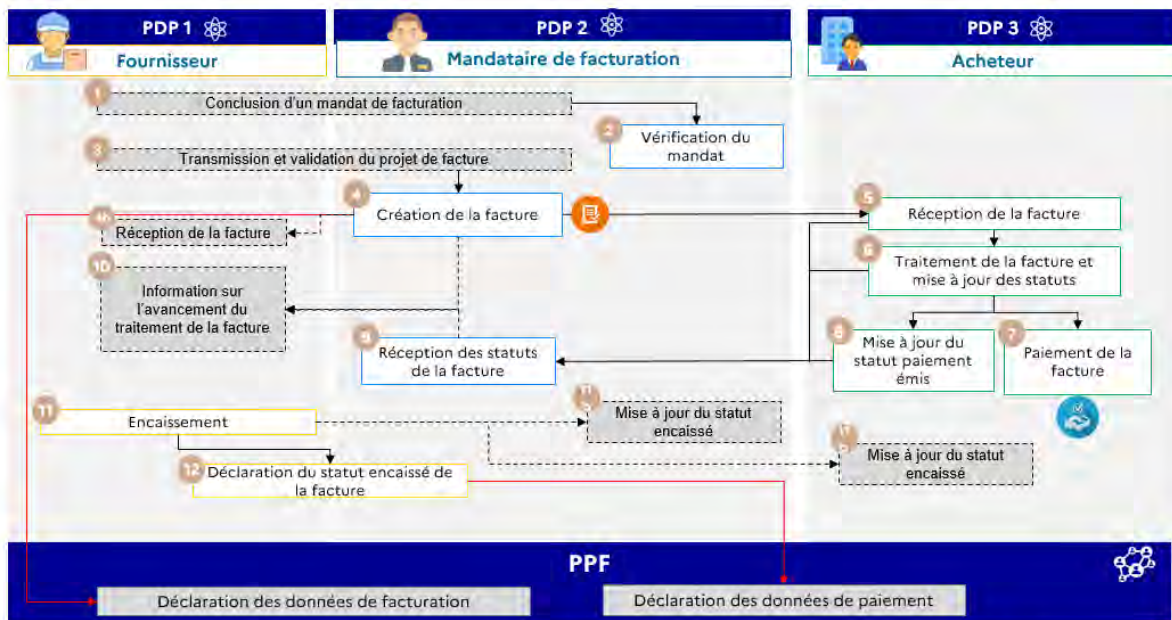 PDP 1
PDP 2
PDP 3
Fournisseur
Mandataire de facturation
Acheteur
1
Conclusion d'un mandat de facturation
2
Vérification du
mandat
3
Transmission et validation du projet de facture
4
Création de la facture
5
Réception de la facture
4b
Réception de la facture
6
Traitement de la facture et
mise à jour des statuts
10
Information sur
l'avancement du
traitement de la facture
9
Réception des statuts
de la facture
8
Mise à jour du
statut paiement
émis
7
Paiement de la
facture
11
Encaissement
Mise à jour du statut
encaissé
Mise à jour du statut
encaissé
12
Déclaration du statut encaissé de
la facture
PPF
Déclaration des données de facturation
Déclaration des données de paiement